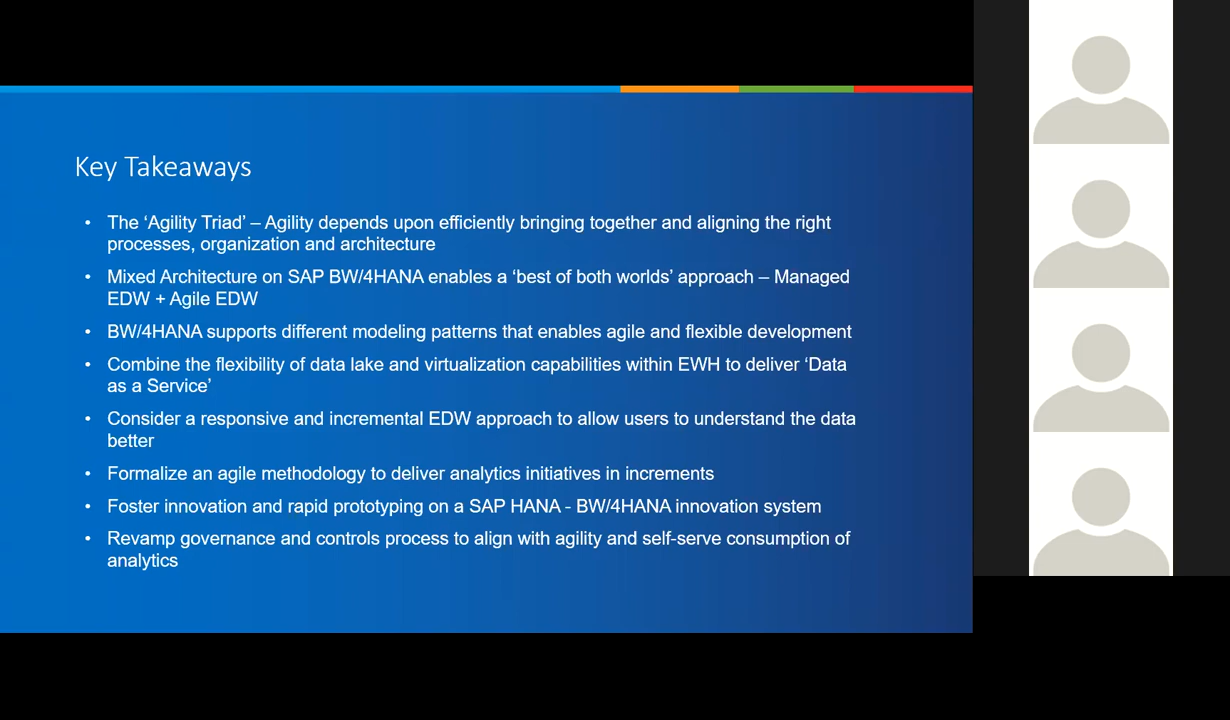 Key Takeaways
• The ‘Agility Triad’ – Agility depends upon efficiently bringing together and aligning the right
processes, organization and architecture
• Mixed Architecture on SAP BW/4HANA enables a ‘best of both worlds’ approach – Managed
EDW + Agile EDW
• BW/4HANA supports different modeling patterns that enables agile and flexible development
• Combine the flexibility of data lake and virtualization capabilities within EWH to deliver ‘Data
as a Service’
• Consider a responsive and incremental EDW approach to allow users to understand the data
better
• Formalize an agile methodology to deliver analytics initiatives in increments
• Foster innovation and rapid prototyping on a SAP HANA - BW/4HANA innovation system
• Revamp governance and controls process to align with agility and self-serve consumption of
analytics